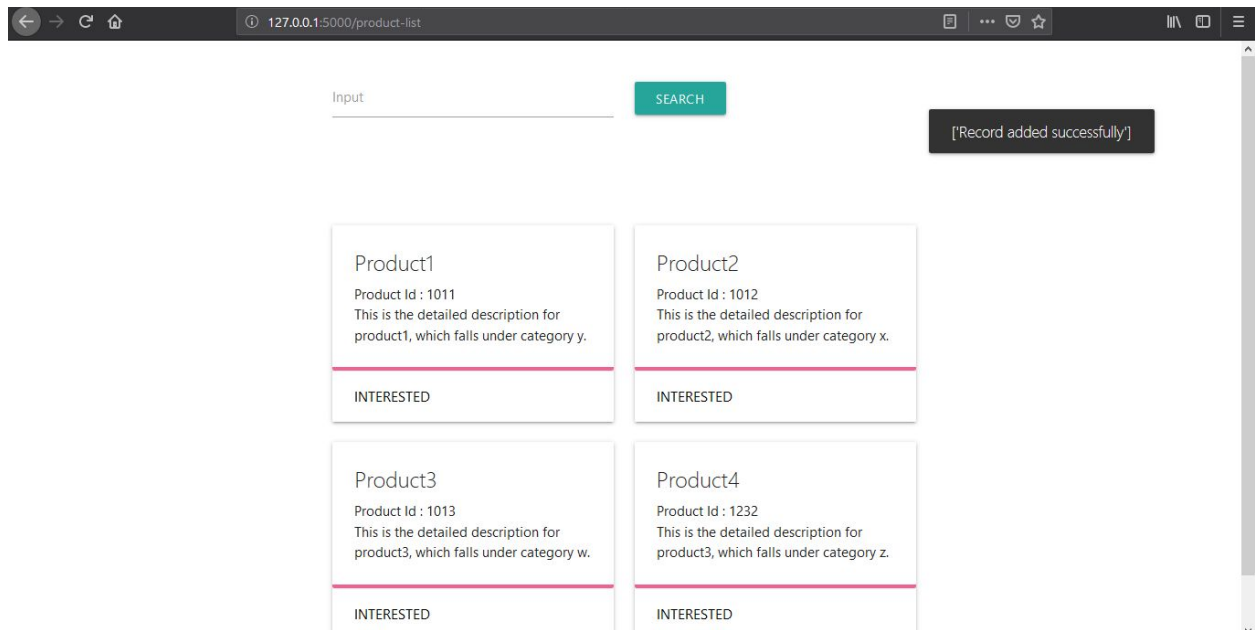 127.0.0.1:5000/product-list
Input
SEARCH
['Record added successfully']
Product1
Product Id : 1011
This is the detailed description for
product1, which falls under category y.
INTERESTED
Product2
Product Id : 1012
This is the detailed description for
product2, which falls under category x.
INTERESTED
Product3
Product Id : 1013
This is the detailed description for
product3, which falls under category w.
INTERESTED
Product4
Product Id : 1232
This is the detailed description for
product3, which falls under category z.
INTERESTED